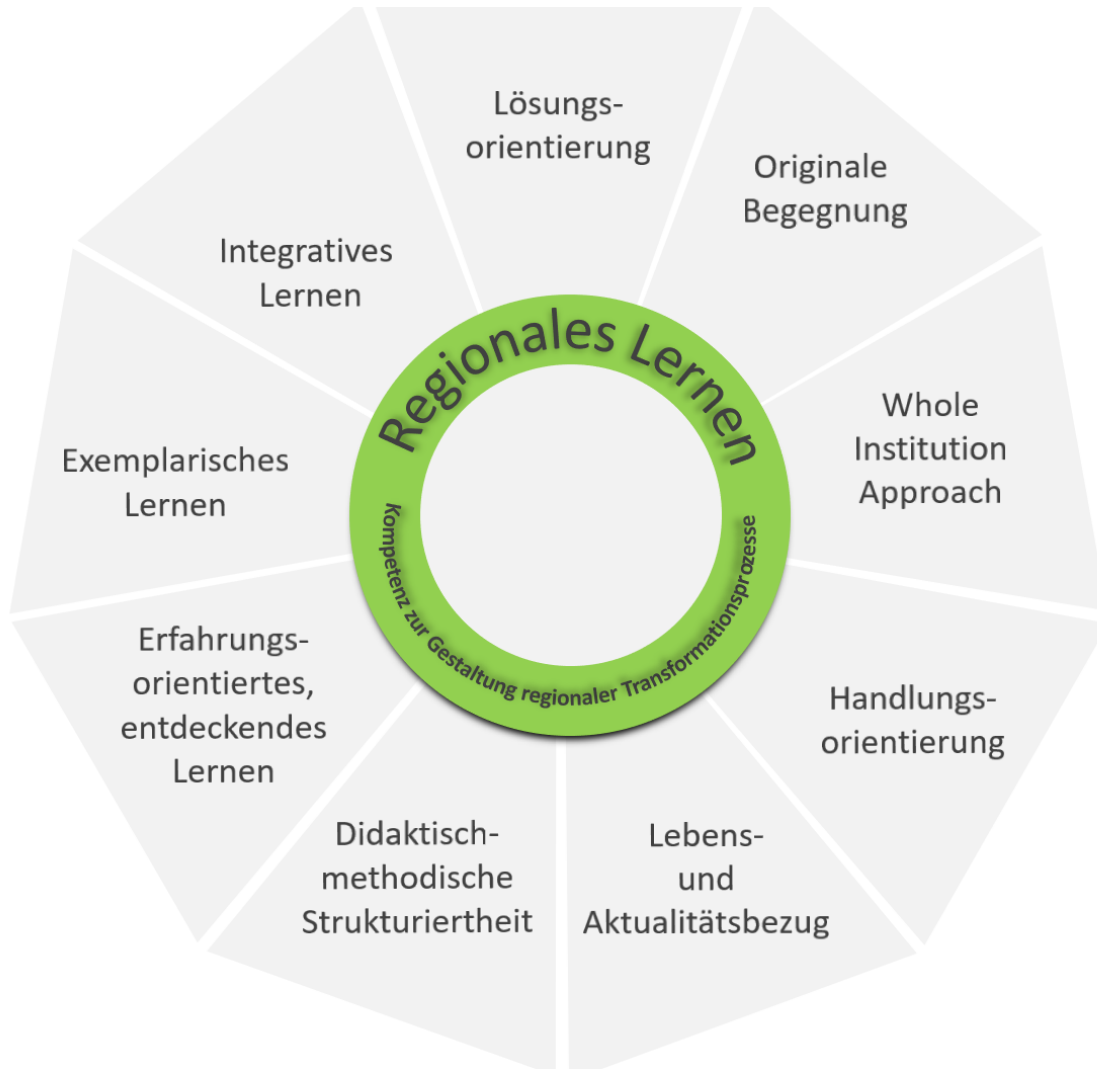 Lösungs-
orientierung
Originale
Begegnung
Whole
Institution
Approach
Handlungs-
orientierung
Lebens-
und
Aktualitätsbezug
Didaktisch-
methodische
Strukturiertheit
Erfahrungs-
orientiertes,
entdeckendes
Lernen
Exemplarisches
Lernen
Integratives
Lernen
Regionales Lernen
Kompetenz zur Gestaltung regionaler Transformationsprozesse